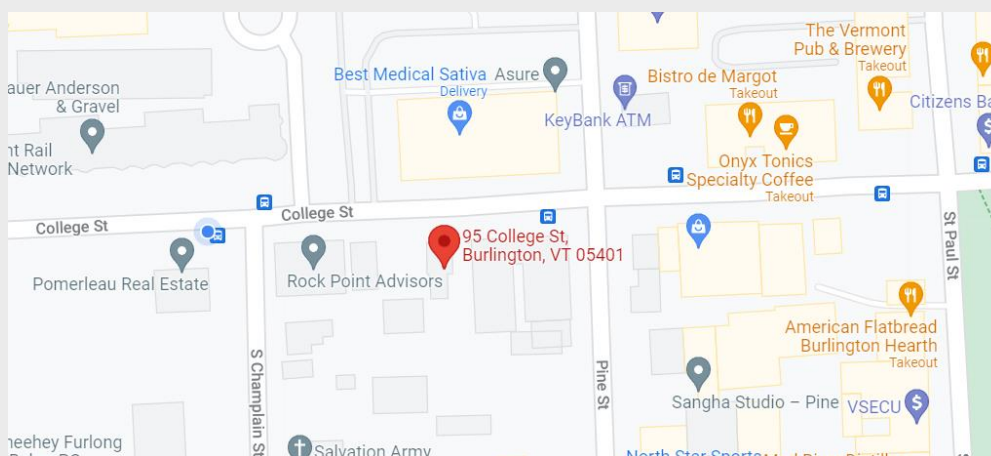 The Vermont
Pub & Brewery
Takeout
Best Medical Sativa
Delivery
Asure
Bistro de Margot
Takeout
auer Anderson
& Gravel
KeyBank ATM
Citizens Ba
nt Rail
Network
Onyx Tonics
Specialty Coffee
Takeout
College St
College St
St Paul St
95 College St,
Burlington, VT 05401
Pomerleau Real Estate
Rock Point Advisors
American Flatbread
Burlington Hearth
Takeout
S Champlain St
Pine St
Sangha Studio – Pine
VSECU
heehey Furlong
Salvation Army
North Star Sports